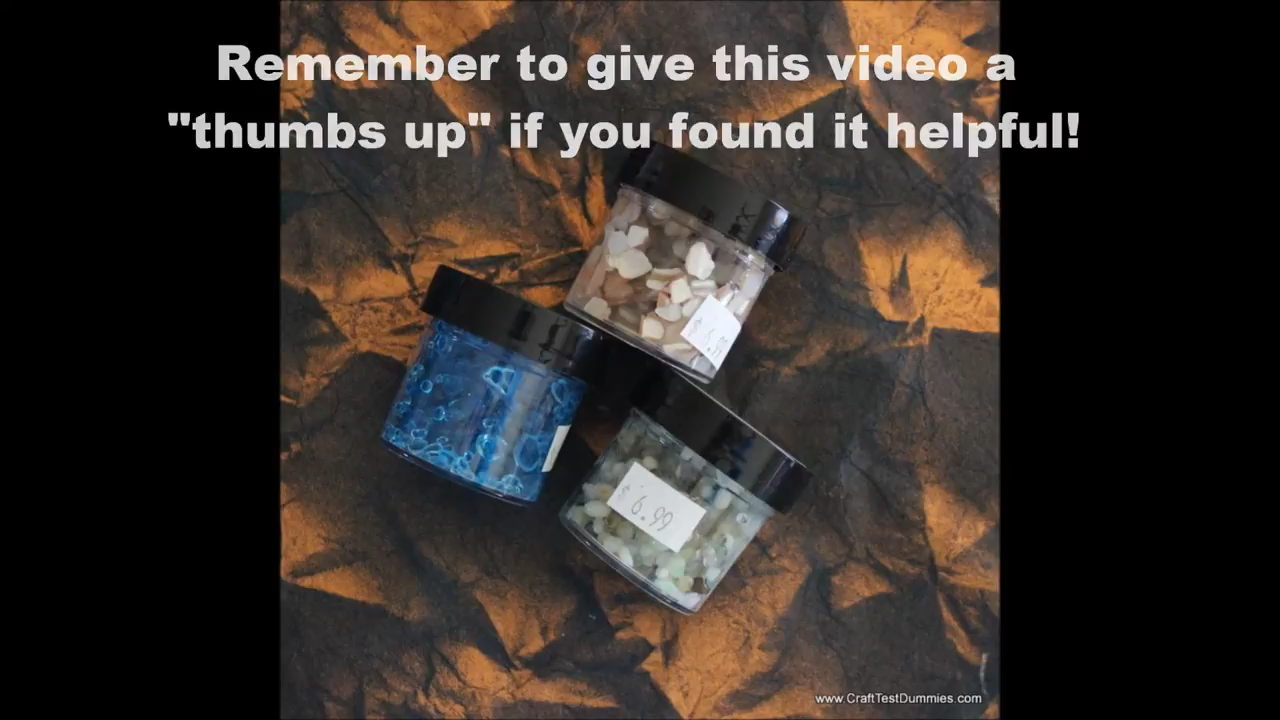 Remember to give this video a
"thumbs up" if you found it helpful!
$6.99
www.CraftTestDummies.com